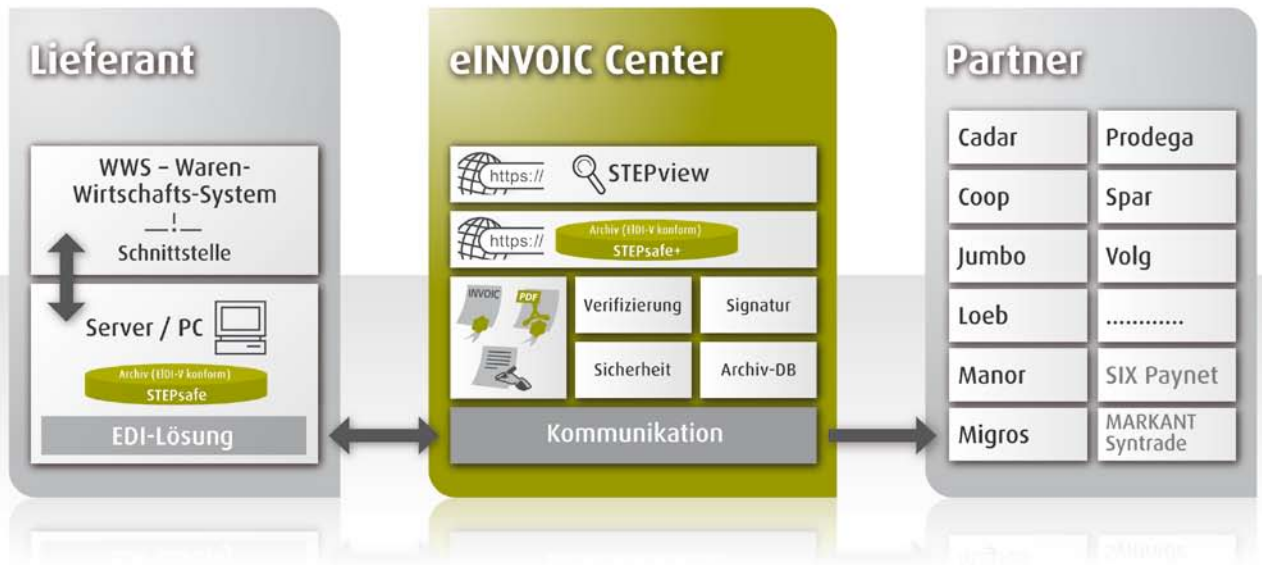 Lieferant
WWS – Waren-
Wirtschafts-System
Schnittstelle
Server / PC
Archiv (ElDI-V konform)
STEPsafe
EDI-Lösung
eINVOIC Center
https://
STEPview
https://
Archiv (ElDI-V konform)
STEPsafe+
INVOIC
PDF
Verifizierung
Signatur
Sicherheit
Archiv-DB
Kommunikation
Partner
Cadar
Prodega
Coop
Spar
Jumbo
Volg
Loeb
............
Manor
SIX Paynet
Migros
MARKANT
Syntrade